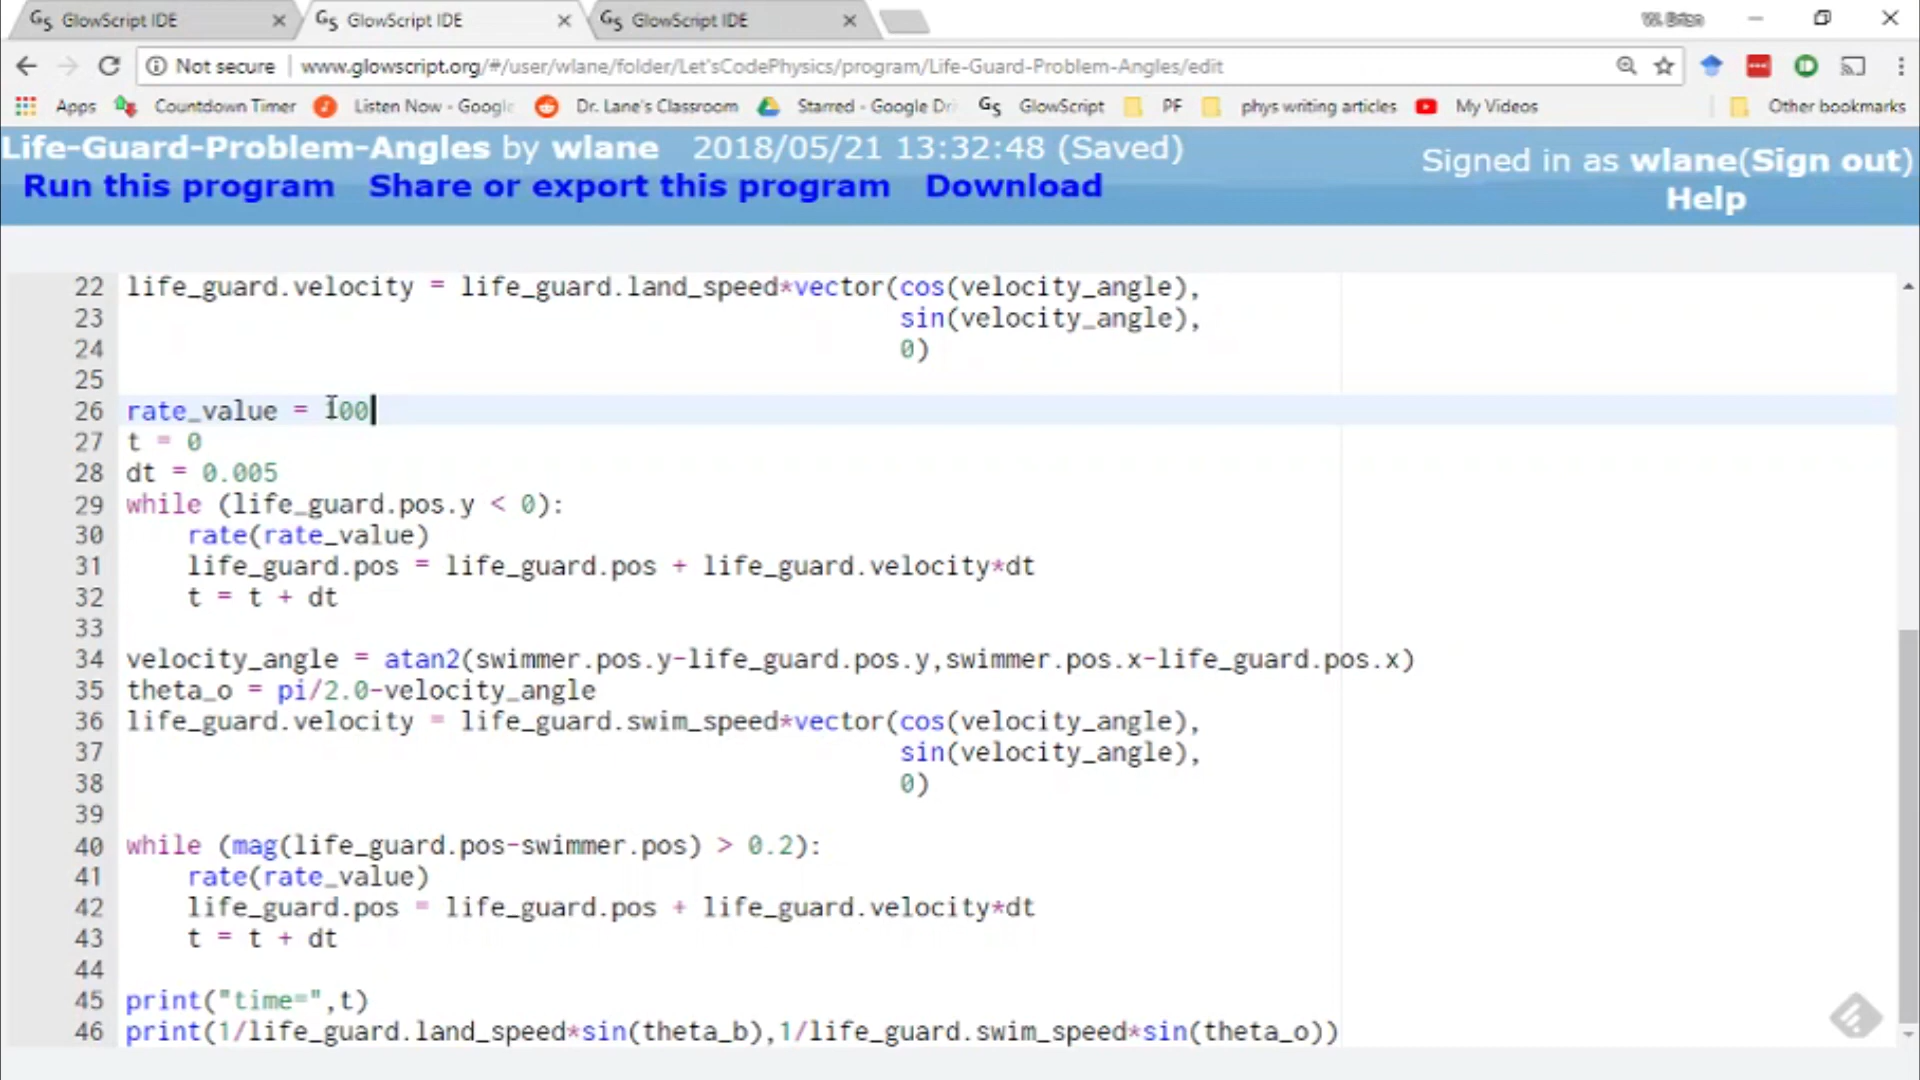 GS GlowScript IDE
GS GlowScript IDE
GS GlowScript IDE
Not secure www.glowscript.org/#/user/wlane/folder/Let'sCodePhysics/program/Life-Guard-Problem-Angles/edit
Apps Countdown Timer Listen Now - Google Dr. Lane's Classroom Starred - Google Dri GS GlowScript PF phys writing articles My Videos Other bookmarks
Life-Guard-Problem-Angles by wlane 2018/05/21 13:32:48 (Saved)
Signed in as wlane(Sign out)
Run this program Share or export this program Download
Help
22 life_guard.velocity = life_guard.land_speed*vector(cos(velocity_angle),
23 sin(velocity_angle),
24 0)
25
26 rate_value = 100
27 t = 0
28 dt = 0.005
29 while (life_guard.pos.y < 0):
30 rate(rate_value)
31 life_guard.pos = life_guard.pos + life_guard.velocity*dt
32 t = t + dt
33
34 velocity_angle = atan2(swimmer.pos.y-life_guard.pos.y,swimmer.pos.x-life_guard.pos.x)
35 theta_o = pi/2.0-velocity_angle
36 life_guard.velocity = life_guard.swim_speed*vector(cos(velocity_angle),
37 sin(velocity_angle),
38 0)
39
40 while (mag(life_guard.pos-swimmer.pos) > 0.2):
41 rate(rate_value)
42 life_guard.pos = life_guard.pos + life_guard.velocity*dt
43 t = t + dt
44
45 print("time=",t)
46 print(1/life_guard.land_speed*sin(theta_b),1/life_guard.swim_speed*sin(theta_o))